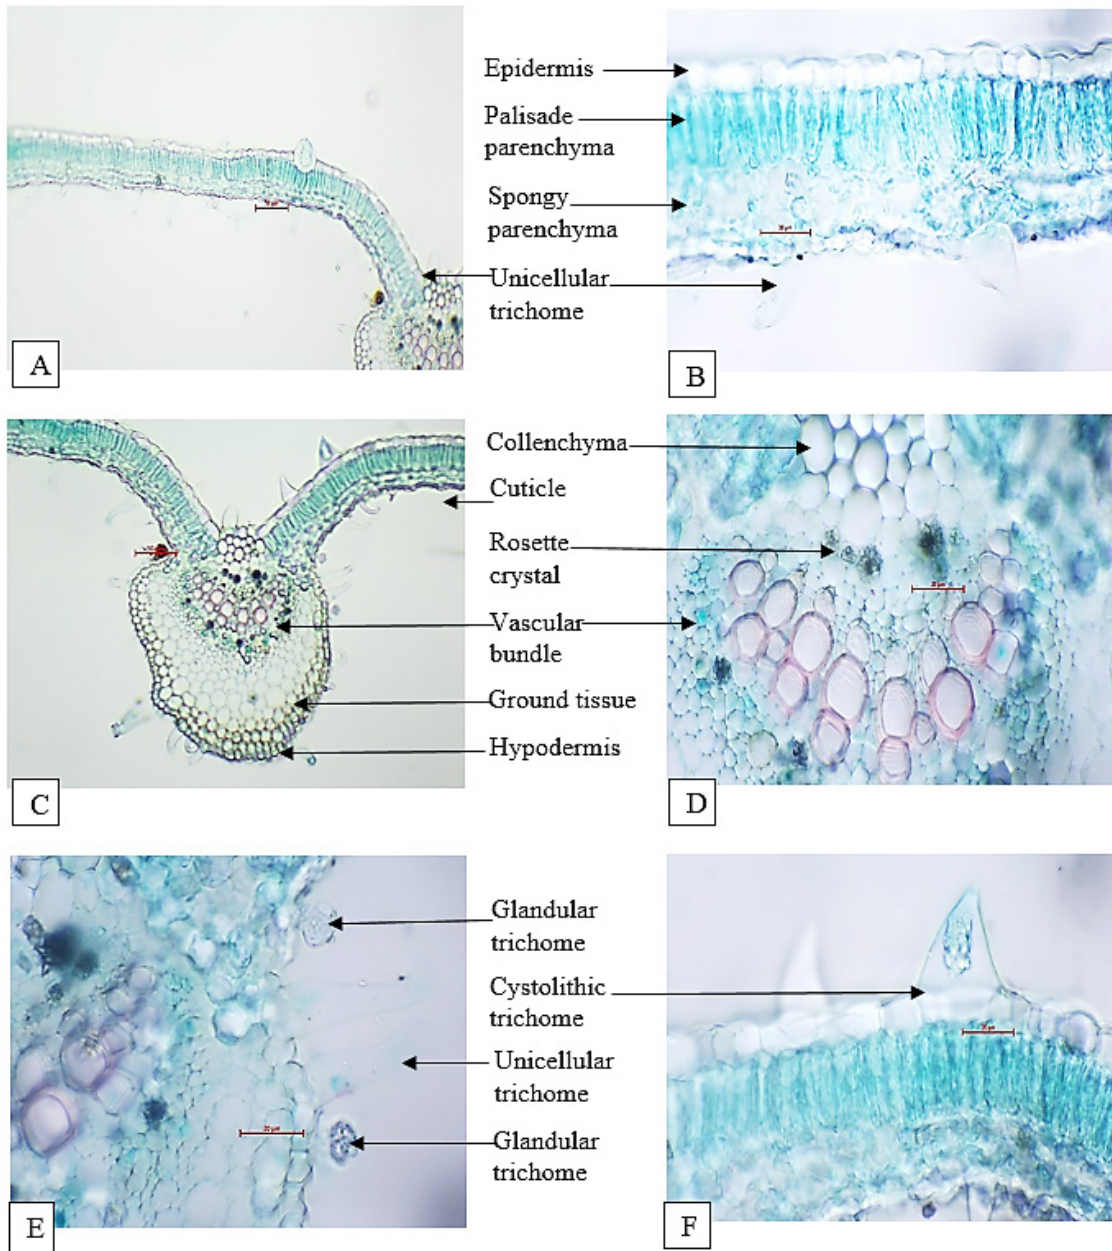 Epidermis
Palisade
parenchyma
Spongy
parenchyma
Unicellular
trichome
A
B
Collenchyma
Cuticle
Rosette
crystal
Vascular
bundle
Ground tissue
Hypodermis
C
D
Glandular
trichome
Cystolithic
trichome
Unicellular
trichome
Glandular
trichome
E
F